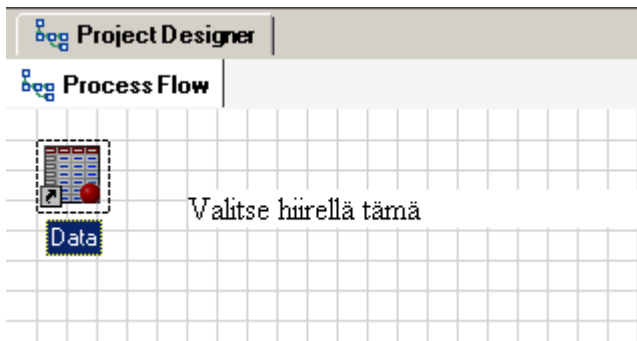 Project Designer
Process Flow
Valitse hiirellä tämä
Data